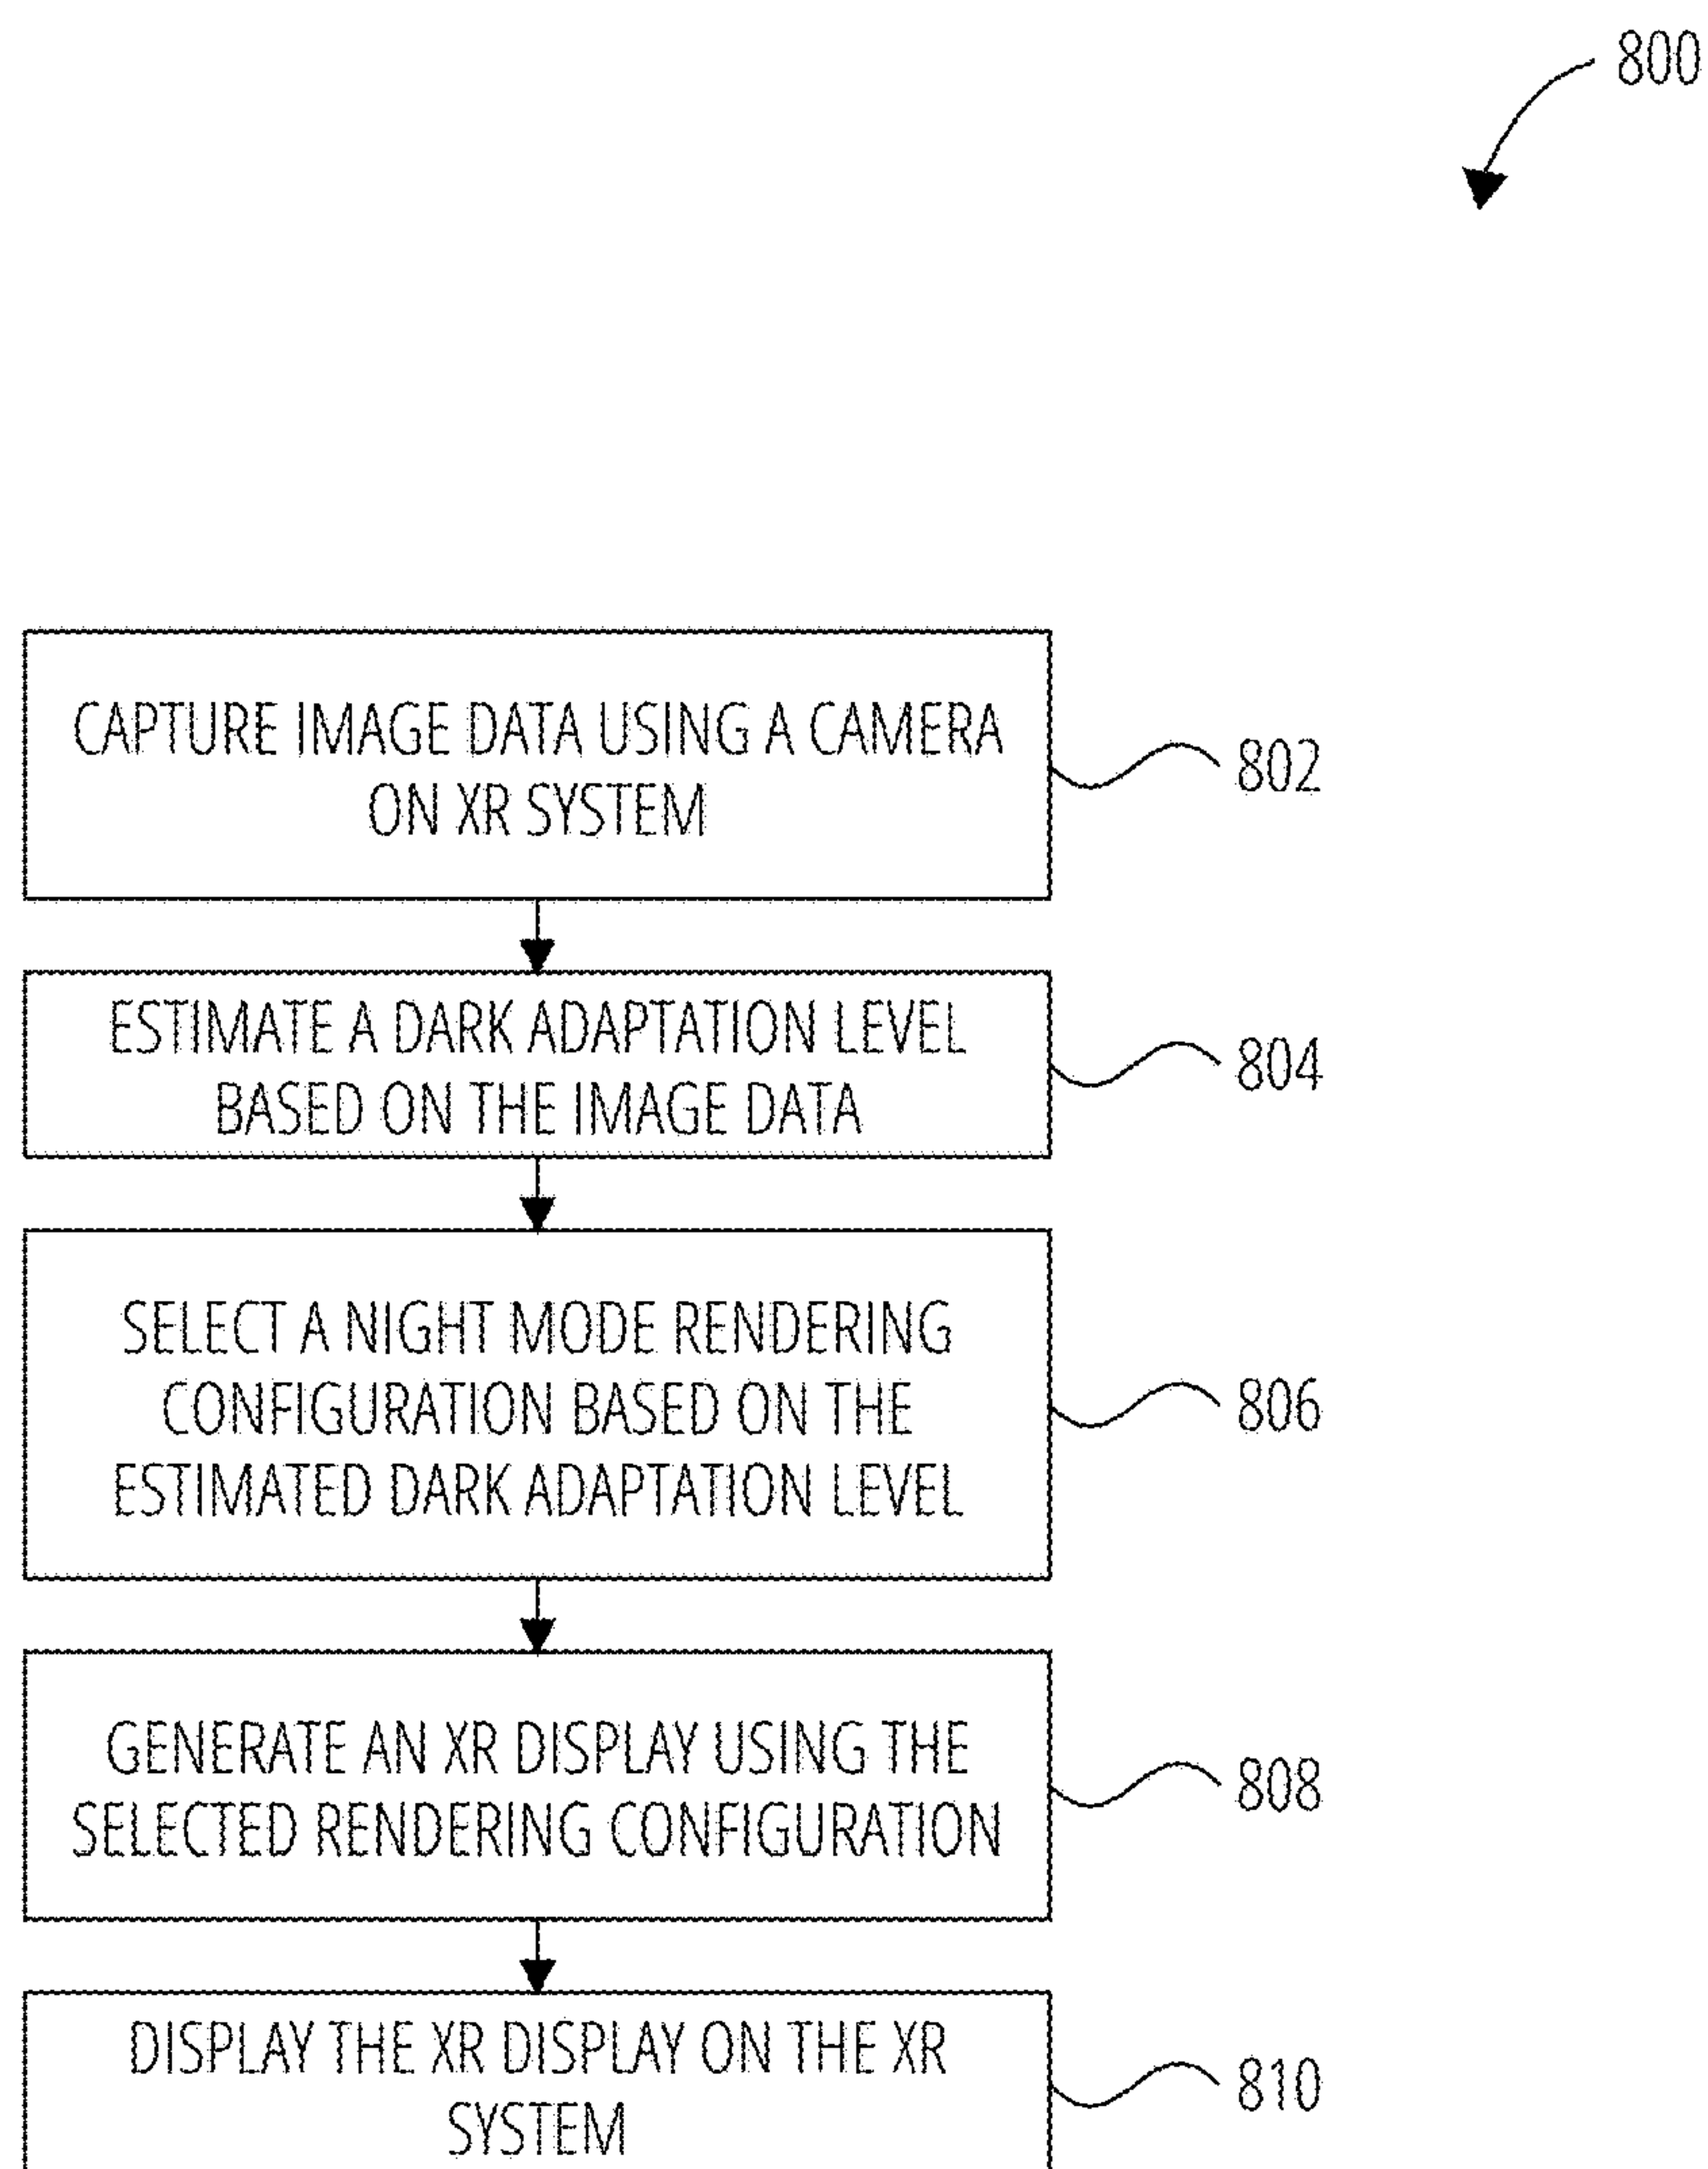 800
CAPTURE IMAGE DATA USING A CAMERA
ON XR SYSTEM
802
ESTIMATE A DARK ADAPTATION LEVEL
BASED ON THE IMAGE DATA
804
SELECT A NIGHT MODE RENDERING
CONFIGURATION BASED ON THE
ESTIMATED DARK ADAPTATION LEVEL
806
GENERATE AN XR DISPLAY USING THE
SELECTED RENDERING CONFIGURATION
808
DISPLAY THE XR DISPLAY ON THE XR
SYSTEM
810